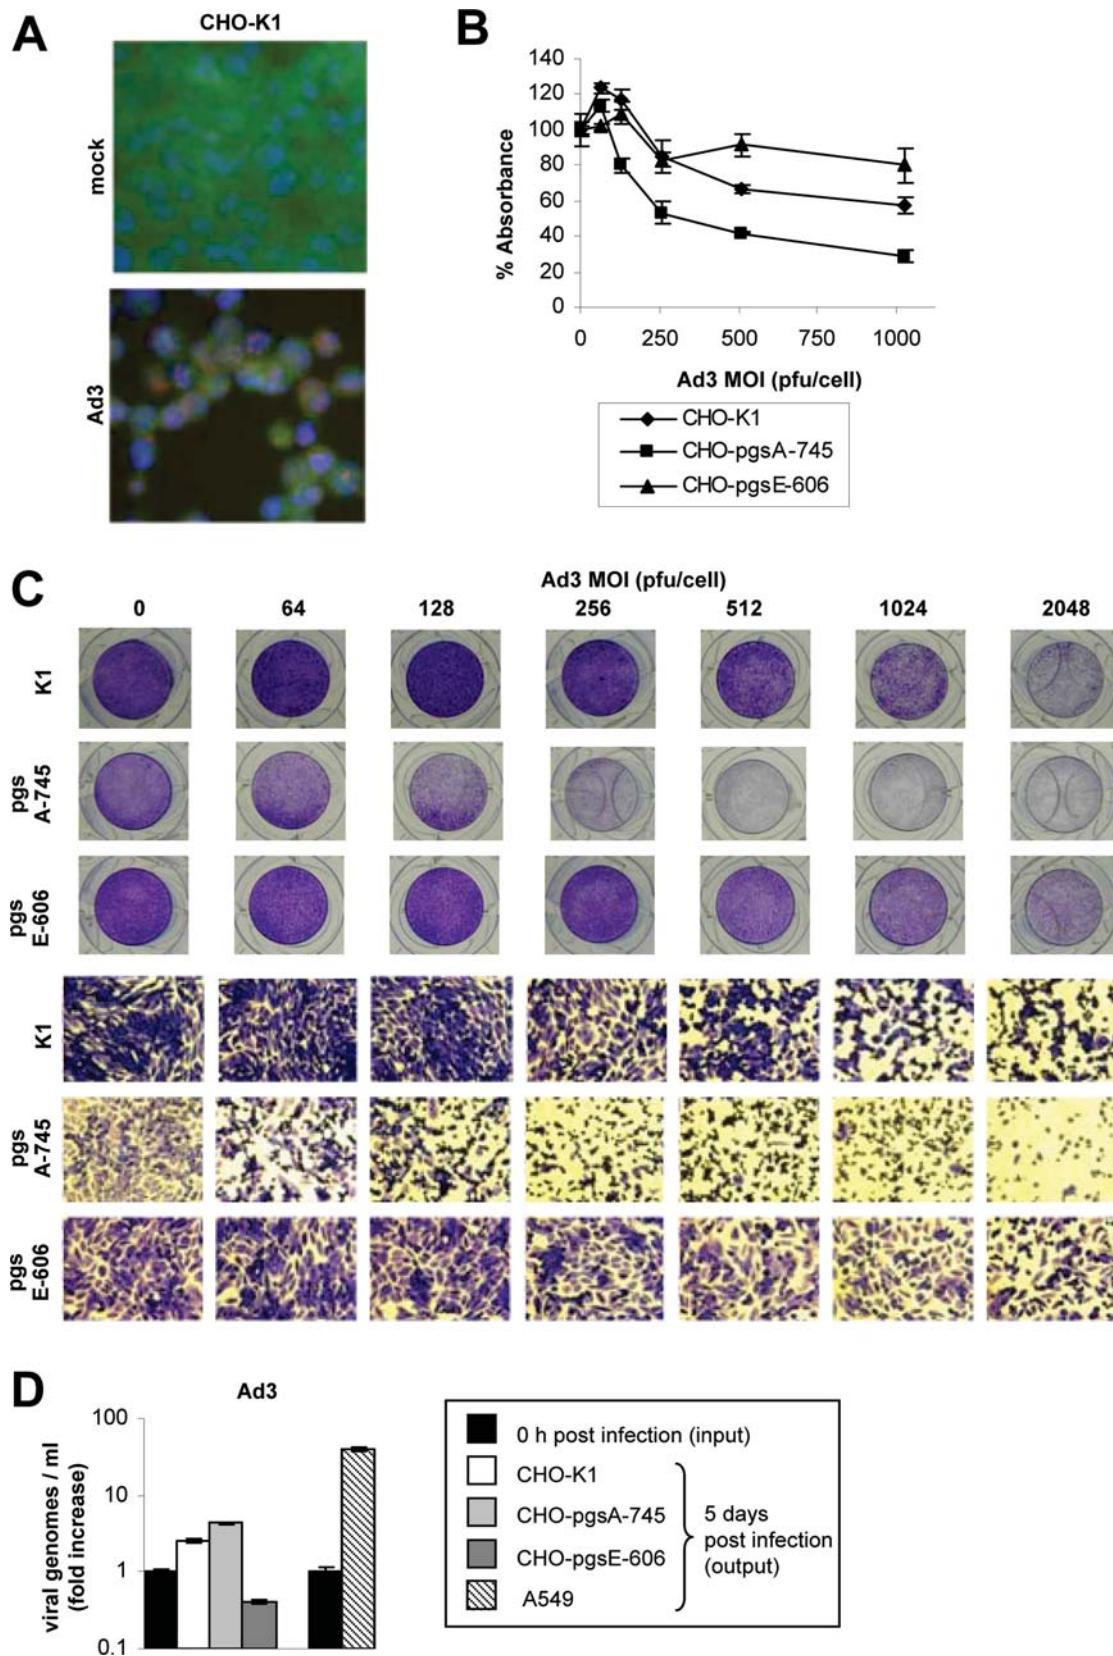 A
CHO-K1
mock
Ad3
B
140
120
100
80
60
40
20
0
% Absorbance
0 250 500 750 1000
Ad3 MOI (pfu/cell)
CHO-K1
CHO-pgsA-745
CHO-pgsE-606
C
Ad3 MOI (pfu/cell)
0 64 128 256 512 1024 2048
K1
pgs
A-745
pgs
E-606
K1
pgs
A-745
pgs
E-606
D
Ad3
100
10
1
0.1
viral genomes / ml
(fold increase)
0 h post infection (input)
CHO-K1
CHO-pgsA-745
CHO-pgsE-606
A549
5 days
post infection
(output)